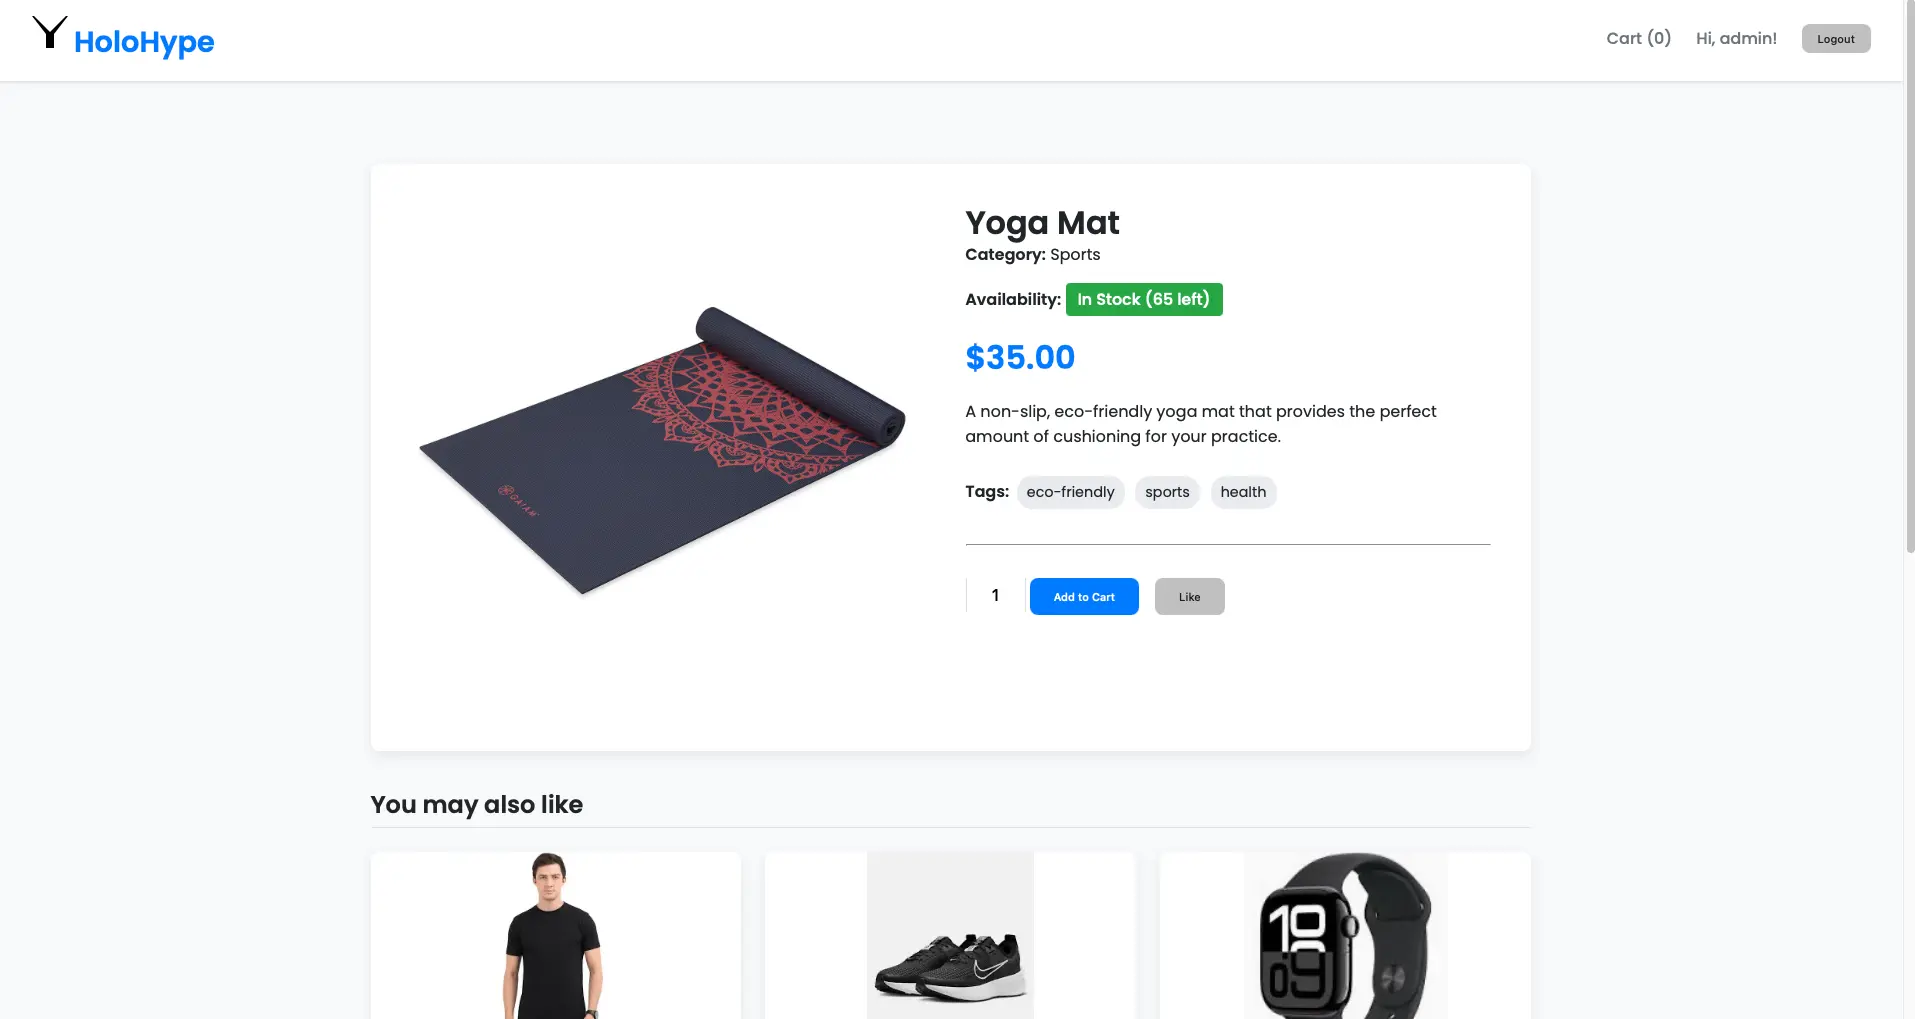 HoloHype
Cart (0)
Hi, admin!
Logout
Yoga Mat
Category: Sports
Availability: In Stock (65 left)
$35.00
A non-slip, eco-friendly yoga mat that provides the perfect
amount of cushioning for your practice.
Tags: eco-friendly sports health
1
Add to Cart
Like
GAIAM
You may also like
10
09